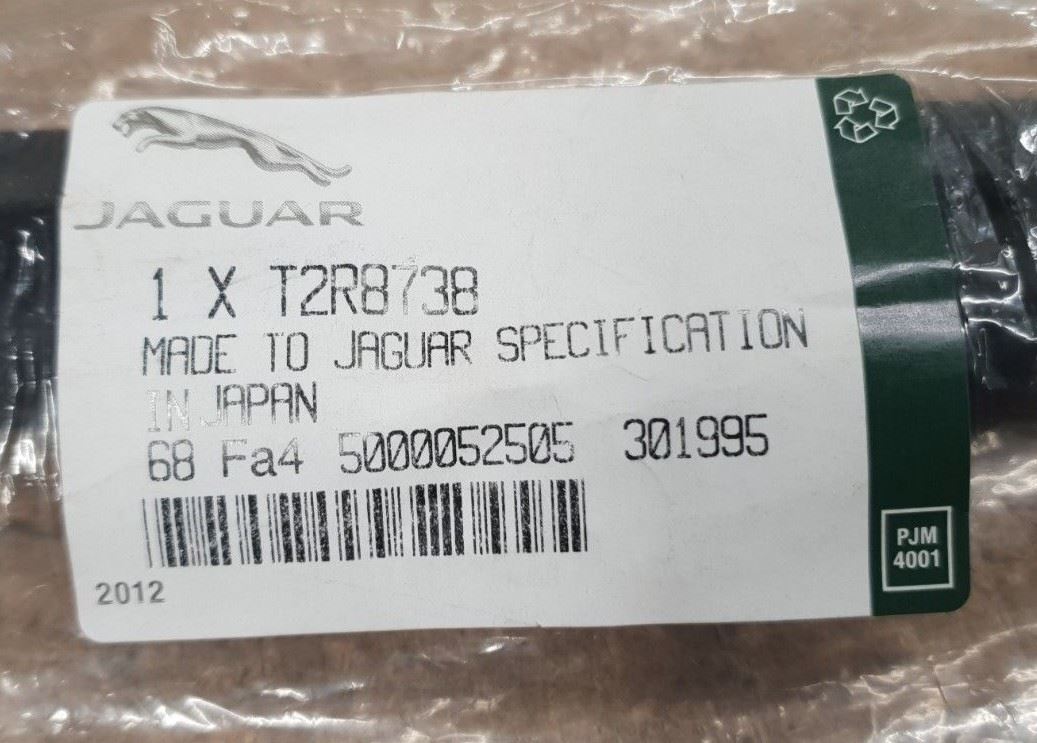 JAGUAR
1 X T2R8738
MADE TO JAGUAR SPECIFICATION
IN JAPAN
68 Fa4 5000052505 301995
2012
PJM
4001